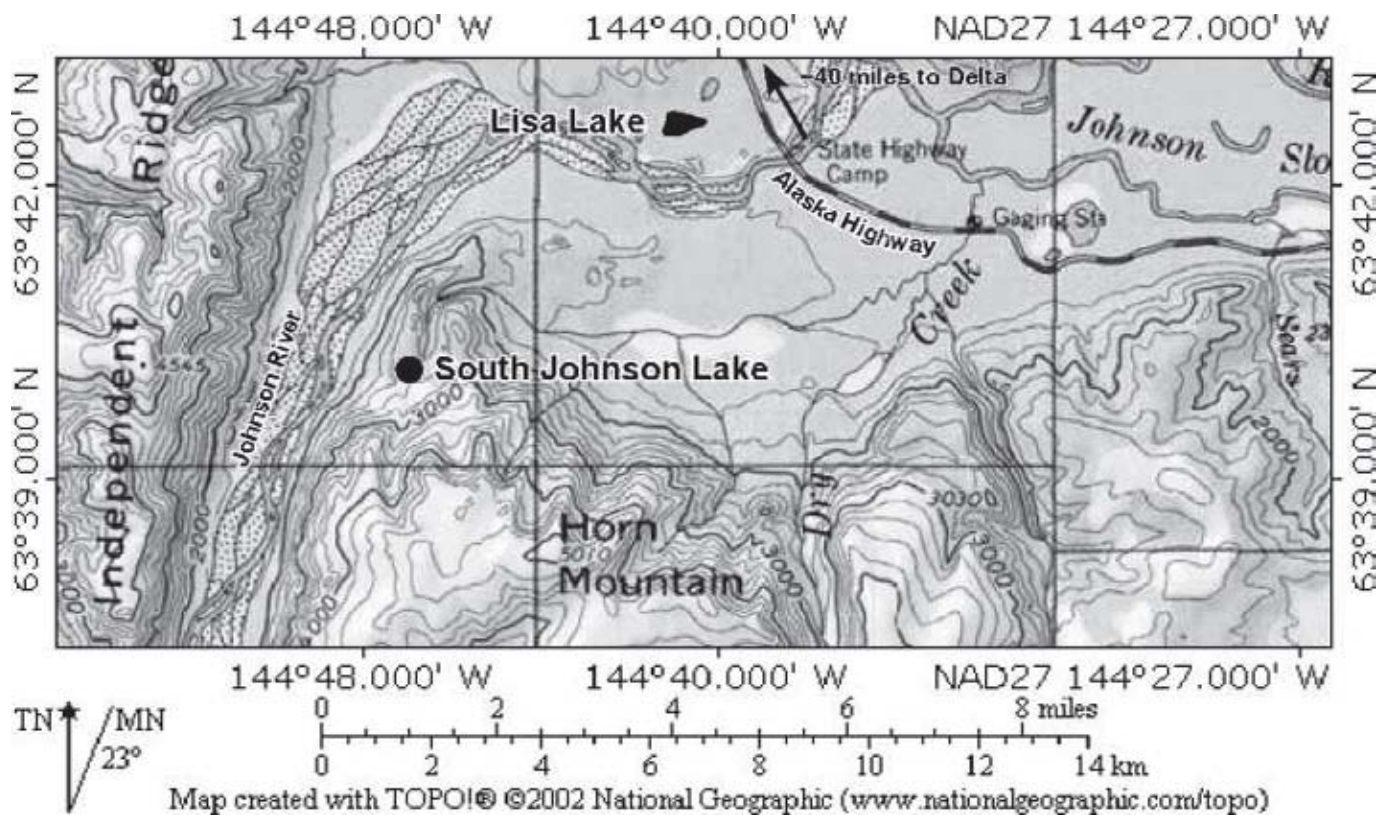 144°48.000' W 144°40.000' W NAD27 144°27.000' W
63°42.000' N
63°39.000' N
63°42.000' N
63°39.000' N
Independent Ridge
2000
~40 miles to Delta
Lisa Lake
State Highway
Camp
Johnson
Alaska Highway
Gaging Sta
Creek
Johnson River
4545
South Johnson Lake
3000
Sears
2000
Dry
3000
3000
Horn
5010
Mountain
2000
144°48.000' W 144°40.000' W NAD27 144°27.000' W
TN MN
23°
0 2 4 6 8 miles
0 2 4 6 8 10 12 14 km
Map created with TOPO!® ©2002 National Geographic (www.nationalgeographic.com/topo)